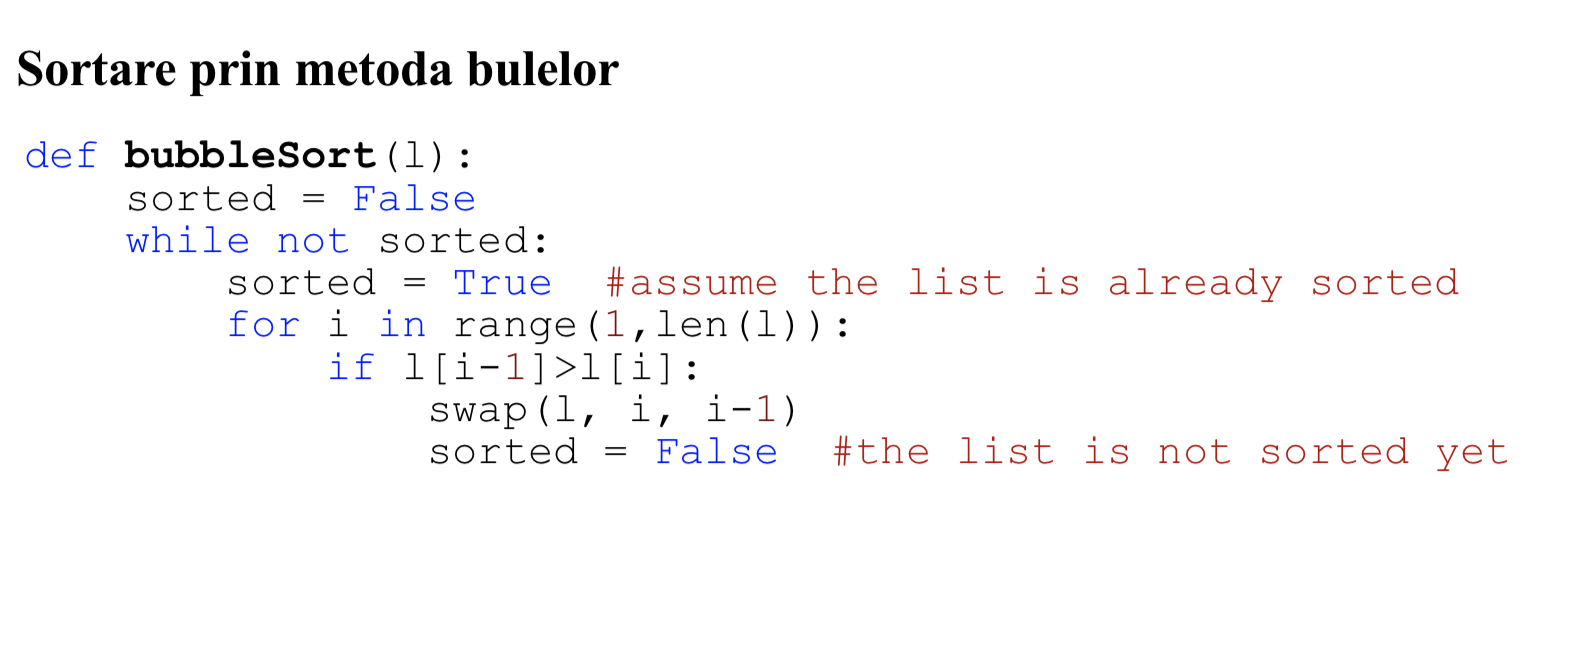 Sortare prin metoda bulelor
def bubbleSort(l):
    sorted = False
    while not sorted:
        sorted = True  #assume the list is already sorted
        for i in range(1,len(l)):
            if l[i-1]>l[i]:
                swap(l, i, i-1)
                sorted = False  #the list is not sorted yet